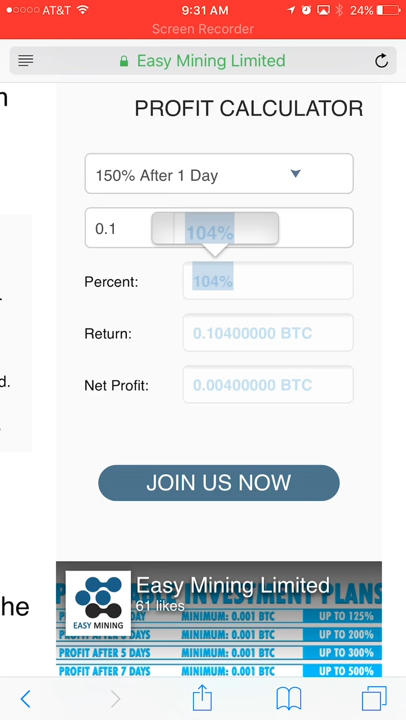 AT&T 9:31 AM 24%
Screen Recorder
Easy Mining Limited
n
PROFIT CALCULATOR
150% After 1 Day
0.1
104%
Percent: 104%
Return: 0.10400000 BTC
d.
Net Profit: 0.00400000 BTC
JOIN US NOW
Easy Mining Limited
61 likes
he
EASY MINING
INVESTMENT PLANS
MINIMUM: 0.001 BTC UP TO 125%
DAYS MINIMUM: 0.001 BTC UP TO 200%
PROFIT AFTER 5 DAYS MINIMUM: 0.001 BTC UP TO 300%
PROFIT AFTER 7 DAYS MINIMUM: 0.001 BTC UP TO 500%